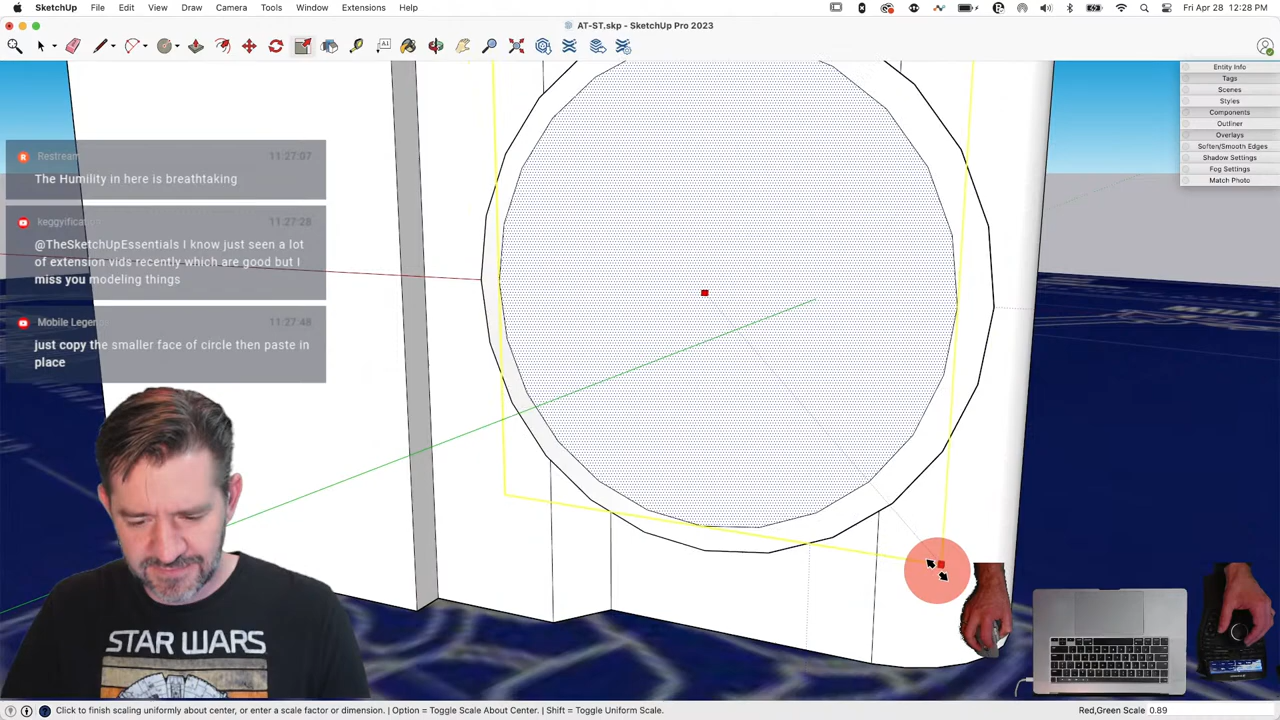 SketchUp File Edit View Draw Camera Tools Window Extensions Help
Fri Apr 28 12:28 PM
AT-ST.skp - SketchUp Pro 2023
Entity Info
Tags
Scenes
Styles
Components
Outliner
Overlays
Soften/Smooth Edges
Shadow Settings
Fog Settings
Match Photo
Restream 11:27:07
The Humility in here is breathtaking
11:27:28
@TheSketchUpEssentials I know just seen a lot
of extension vids recently which are good but I
miss you modeling things
Mobile Legen 11:27:48
just copy the smaller face of circle then paste in
place
STAR WARS
Click to finish scaling uniformly about center, or enter a scale factor or dimension. | Option = Toggle Scale About Center. | Shift = Toggle Uniform Scale.
Red,Green Scale 0.89